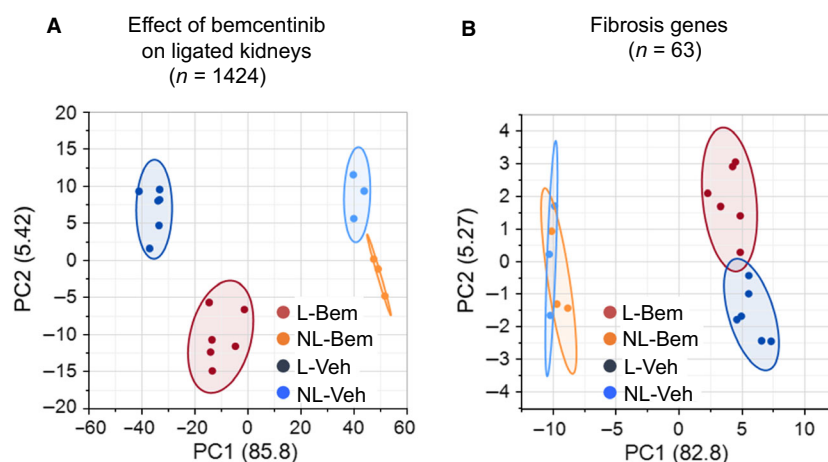 A
Effect of bemcentinib
on ligated kidneys
(n = 1424)
20
15
10
5
0
−5
−10
−15
−20
PC2 (5.42)
L-Bem
NL-Bem
L-Veh
NL-Veh
−60 −40 −20 0 20 40 60
PC1 (85.8)
B
Fibrosis genes
(n = 63)
4
3
2
1
0
−1
−2
−3
−4
PC2 (5.27)
L-Bem
NL-Bem
L-Veh
NL-Veh
−10 −5 0 5 10
PC1 (82.8)